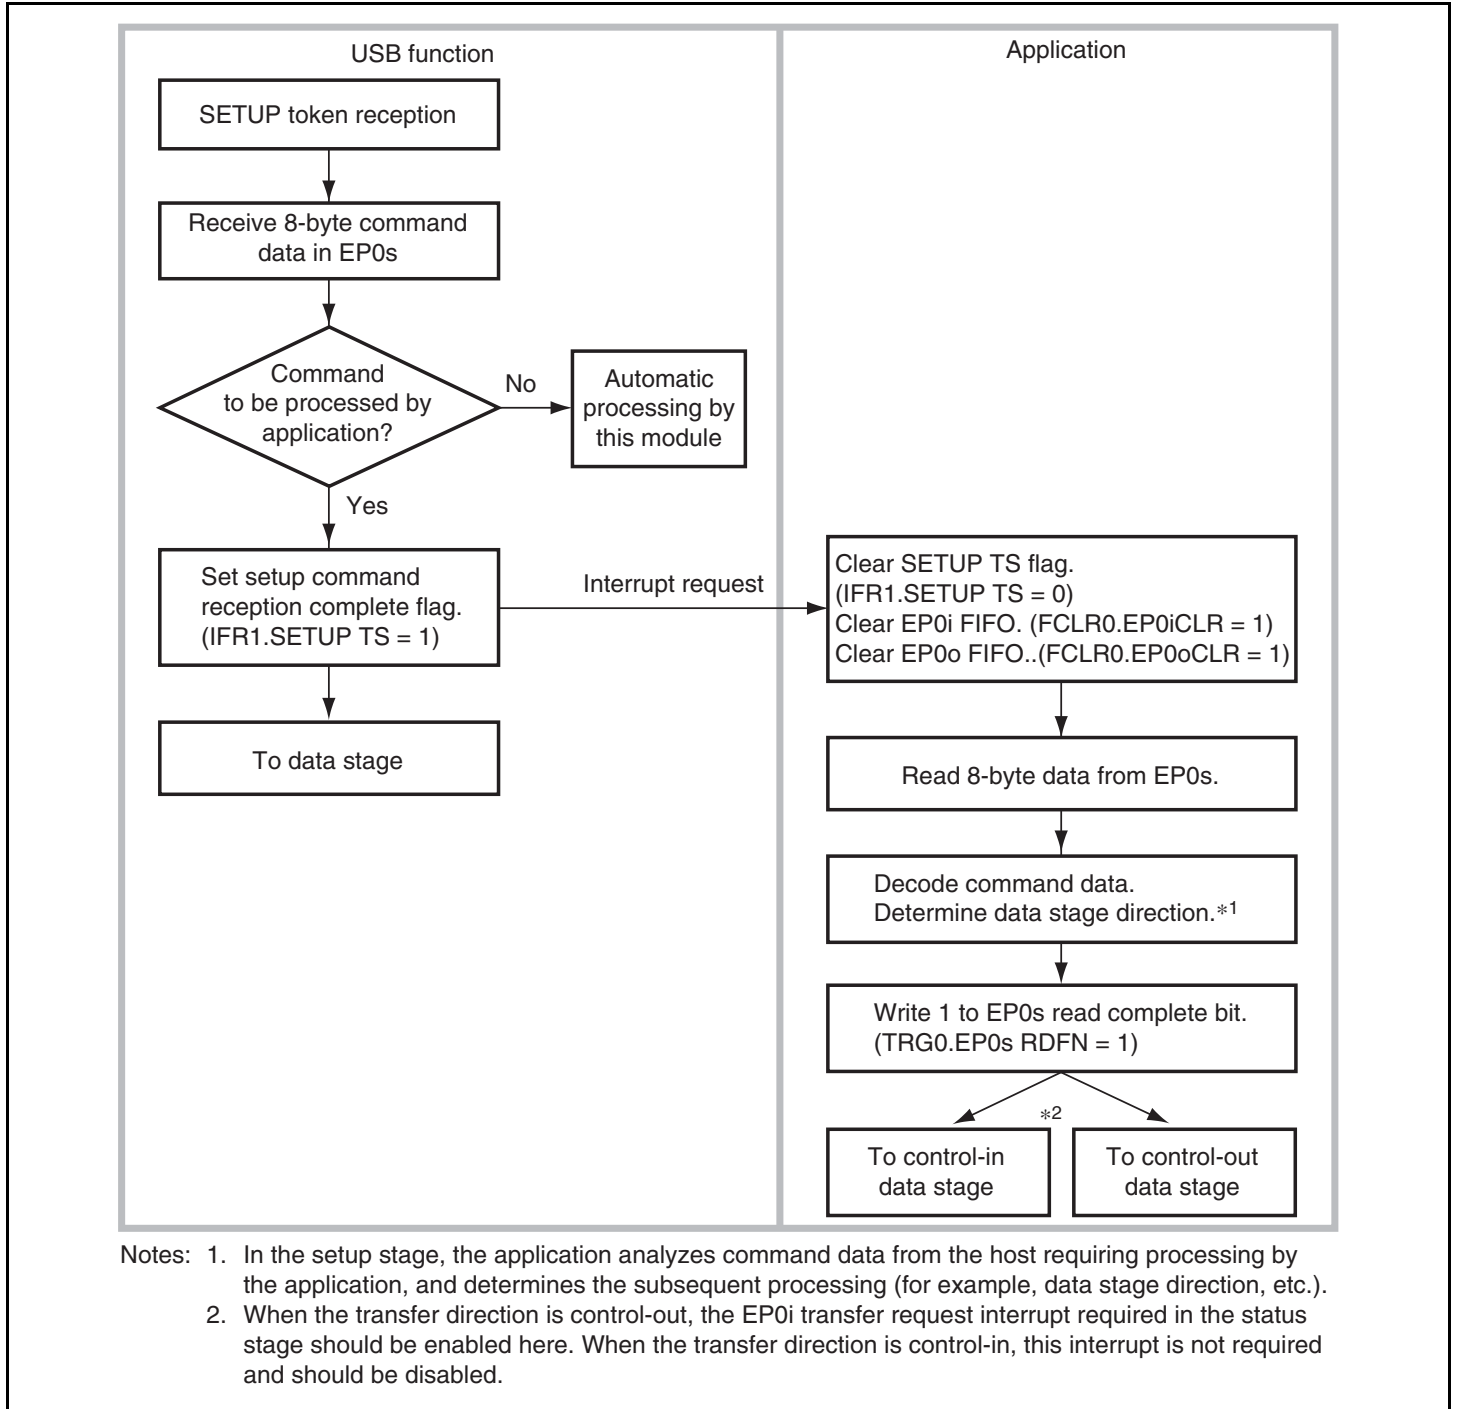 USB function
SETUP token reception
Receive 8-byte command
data in EP0s
Command
to be processed by
application?
No
Automatic
processing by
this module
Yes
Set setup command
reception complete flag.
(IFR1.SETUP TS = 1)
Interrupt request
To data stage
Application
Clear SETUP TS flag.
(IFR1.SETUP TS = 0)
Clear EP0i FIFO. (FCLR0.EP0iCLR = 1)
Clear EP0o FIFO..(FCLR0.EP0oCLR = 1)
Read 8-byte data from EP0s.
Decode command data.
Determine data stage direction.*1
Write 1 to EP0s read complete bit.
(TRG0.EP0s RDFN = 1)
*2
To control-in
data stage
To control-out
data stage
Notes: 1. In the setup stage, the application analyzes command data from the host requiring processing by
the application, and determines the subsequent processing (for example, data stage direction, etc.).
2. When the transfer direction is control-out, the EP0i transfer request interrupt required in the status
stage should be enabled here. When the transfer direction is control-in, this interrupt is not required
and should be disabled.